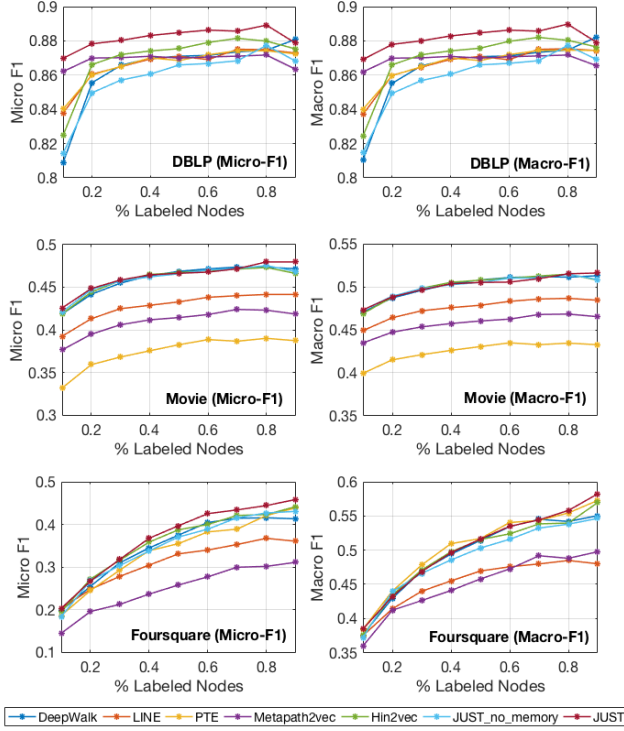 0.9
0.88
0.86
0.84
0.82
0.8
Micro F1
DBLP (Micro-F1)
0.2 0.4 0.6 0.8
% Labeled Nodes
0.9
0.88
0.86
0.84
0.82
0.8
Macro F1
DBLP (Macro-F1)
0.2 0.4 0.6 0.8
% Labeled Nodes
0.5
0.45
0.4
0.35
0.3
Micro F1
Movie (Micro-F1)
0.2 0.4 0.6 0.8
% Labeled Nodes
0.55
0.5
0.45
0.4
0.35
Macro F1
Movie (Macro-F1)
0.2 0.4 0.6 0.8
% Labeled Nodes
0.5
0.4
0.3
0.2
0.1
Micro F1
Foursquare (Micro-F1)
0.2 0.4 0.6 0.8
% Labeled Nodes
0.6
0.55
0.5
0.45
0.4
0.35
Macro F1
Foursquare (Macro-F1)
0.2 0.4 0.6 0.8
% Labeled Nodes
DeepWalk LINE PTE Metapath2vec Hin2vec JUST_no_memory JUST